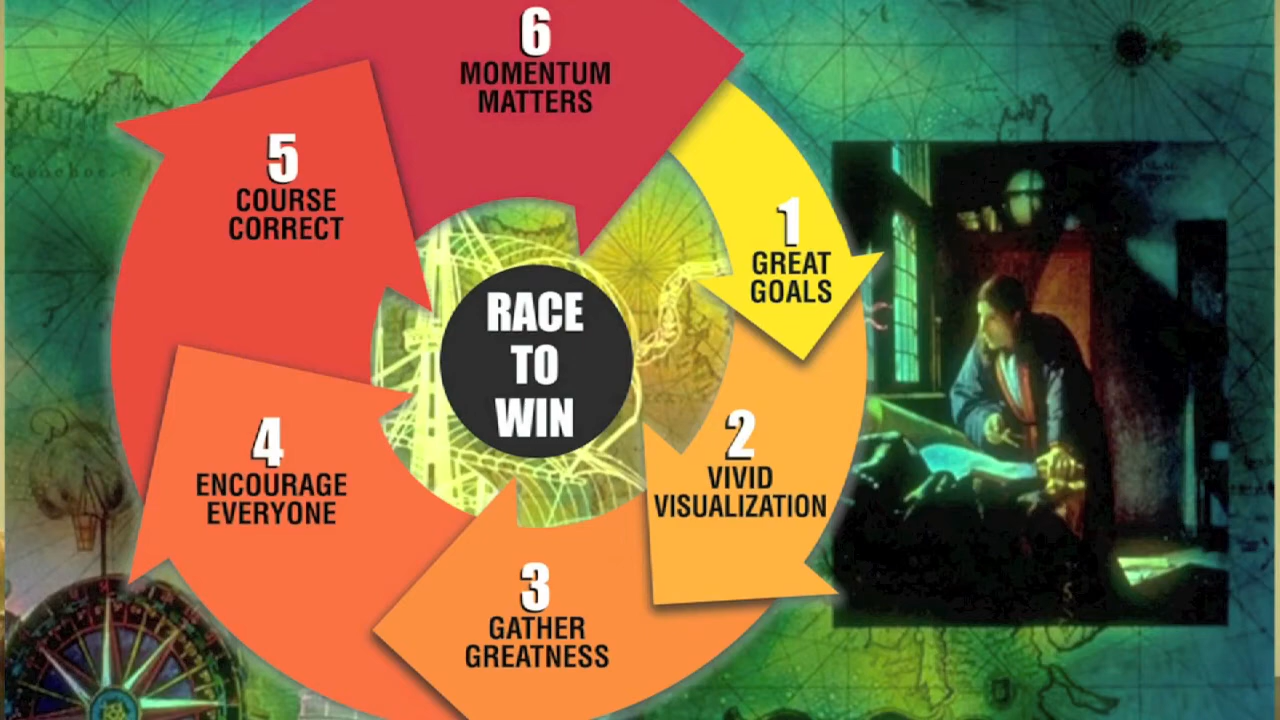 6
MOMENTUM
MATTERS
5
COURSE
CORRECT
1
GREAT
GOALS
RACE
TO
WIN
4
ENCOURAGE
EVERYONE
2
VIVID
VISUALIZATION
3
GATHER
GREATNESS